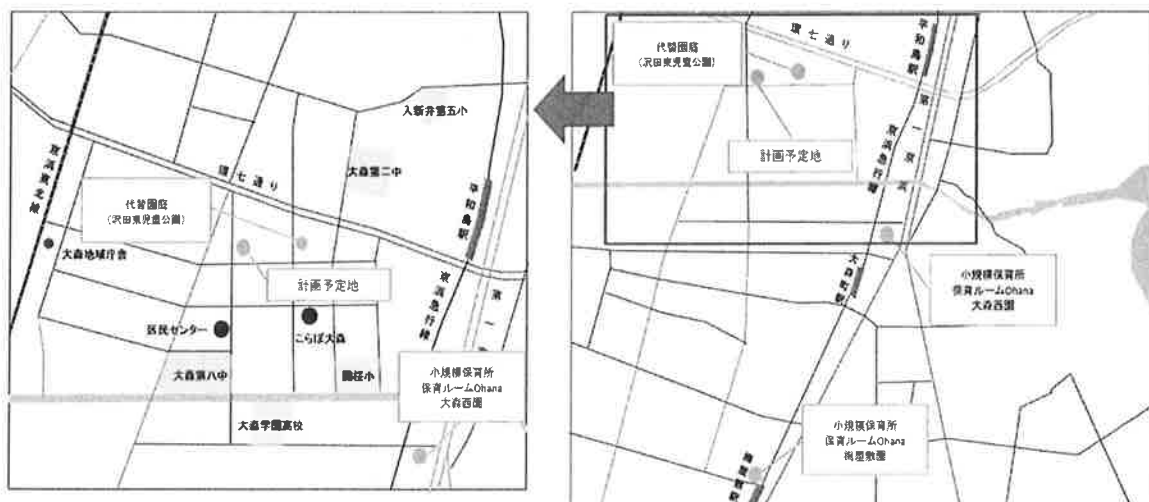 入新井第五小
環七通り
大森第二中
京浜東北線
平和島駅
代替園庭
(沢田東児童公園)
大森地域庁舎
計画予定地
京浜急行線
第一
区民センター
こらぼ大森
大森第八中
開桜小
小規模保育所
保育ルームOhana
大森西園
大森学園高校
環七通り
平和島駅
代替園庭
(沢田東児童公園)
第一京浜
計画予定地
京浜急行線
大森町駅
小規模保育所
保育ルームOhana
大森西園
小規模保育所
保育ルームOhana
梅屋敷園
梅屋敷駅